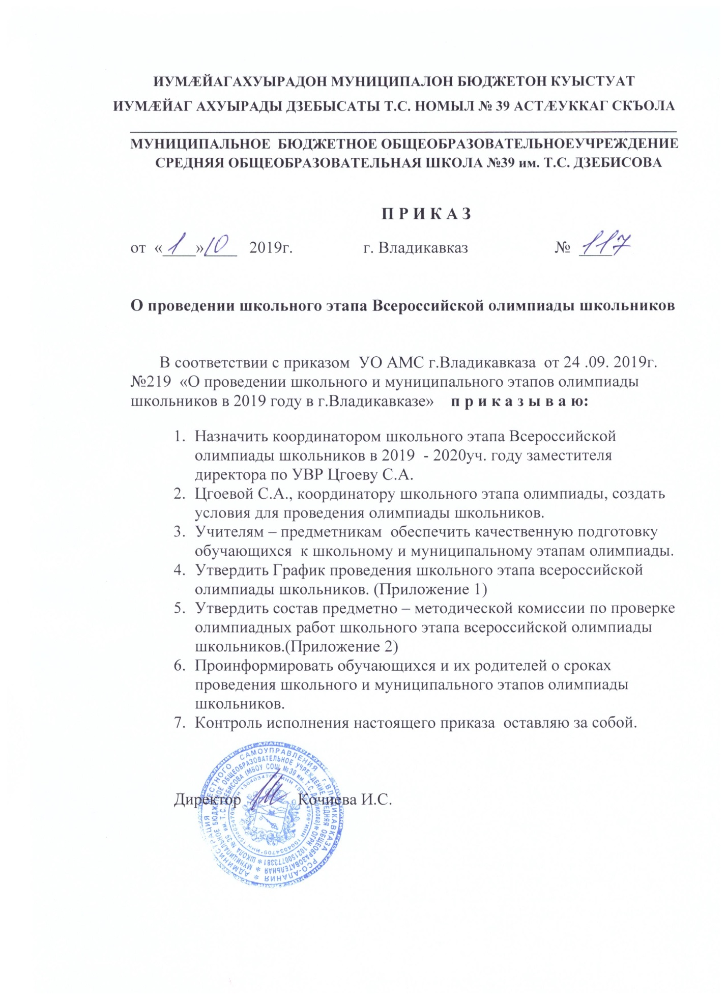 ИУМÆЙАГАХУЫРАДОН МУНИЦИПАЛОН БЮДЖЕТОН КУЫСТУАТ
ИУМÆЙАГ АХУЫРАДЫ ДЗЕБЫСАТЫ Т.С. НОМЫЛ № 39 АСТÆУККАГ СКЪОЛА
МУНИЦИПАЛЬНОЕ БЮДЖЕТНОЕ ОБЩЕОБРАЗОВАТЕЛЬНОЕУЧРЕЖДЕНИЕ
СРЕДНЯЯ ОБЩЕОБРАЗОВАТЕЛЬНАЯ ШКОЛА №39 им. Т.С. ДЗЕБИСОВА
П Р И К А З
от «1»10 2019г. г. Владикавказ № 117
О проведении школьного этапа Всероссийской олимпиады школьников
В соответствии с приказом УО АМС г.Владикавказа от 24 .09. 2019г.
№219 «О проведении школьного и муниципального этапов олимпиады
школьников в 2019 году в г.Владикавказе» п р и к а з ы в а ю:
1. Назначить координатором школьного этапа Всероссийской
олимпиады школьников в 2019 - 2020уч. году заместителя
директора по УВР Цгоеву С.А.
2. Цгоевой С.А., координатору школьного этапа олимпиады, создать
условия для проведения олимпиады школьников.
3. Учителям – предметникам обеспечить качественную подготовку
обучающихся к школьному и муниципальному этапам олимпиады.
4. Утвердить График проведения школьного этапа всероссийской
олимпиады школьников. (Приложение 1)
5. Утвердить состав предметно – методической комиссии по проверке
олимпиадных работ школьного этапа всероссийской олимпиады
школьников.(Приложение 2)
6. Проинформировать обучающихся и их родителей о сроках
проведения школьного и муниципального этапов олимпиады
школьников.
7. Контроль исполнения настоящего приказа оставляю за собой.
Директор Кочиева И.С.
АДМИНИСТРАЦИЯ МЕСТНОГО САМОУПРАВЛЕНИЯ г.ВЛАДИКАВКАЗА РСО-АЛАНИЯ *
МУНИЦИПАЛЬНОЕ БЮДЖЕТНОЕ ОБЩЕОБРАЗОВАТЕЛЬНОЕ УЧРЕЖДЕНИЕ СРЕДНЯЯ ОБЩЕОБРАЗОВАТЕЛЬНАЯ *
ШКОЛА № 39 им. Т.С. ДЗЕБИСОВА (МБОУ СОШ № 39 им. Т.С. Дзебисова)*ОГРН 1021500773381*
ИНН 1504034709*ИНН 1504034709*ИНН 1504034709*ИНН 1504034709*